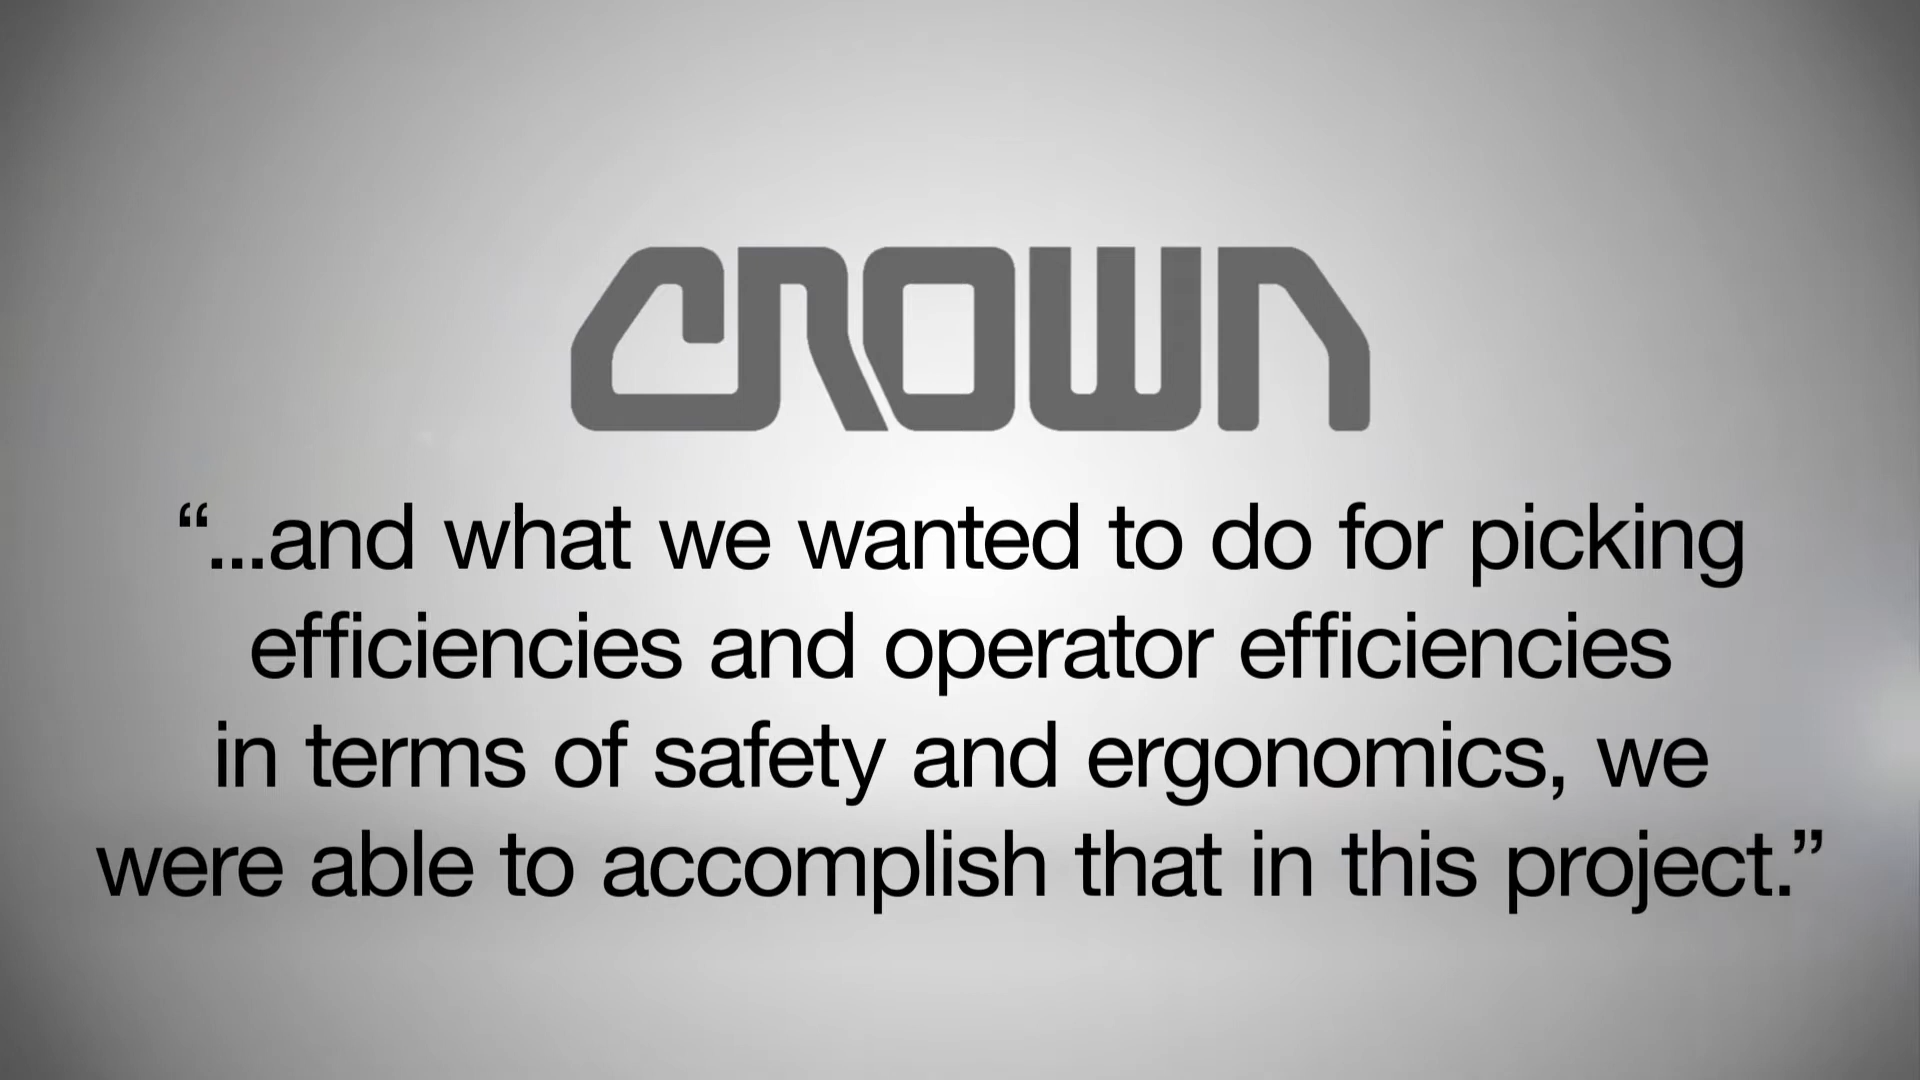 CROWN
“...and what we wanted to do for picking
efficiencies and operator efficiencies
in terms of safety and ergonomics, we
were able to accomplish that in this project.”